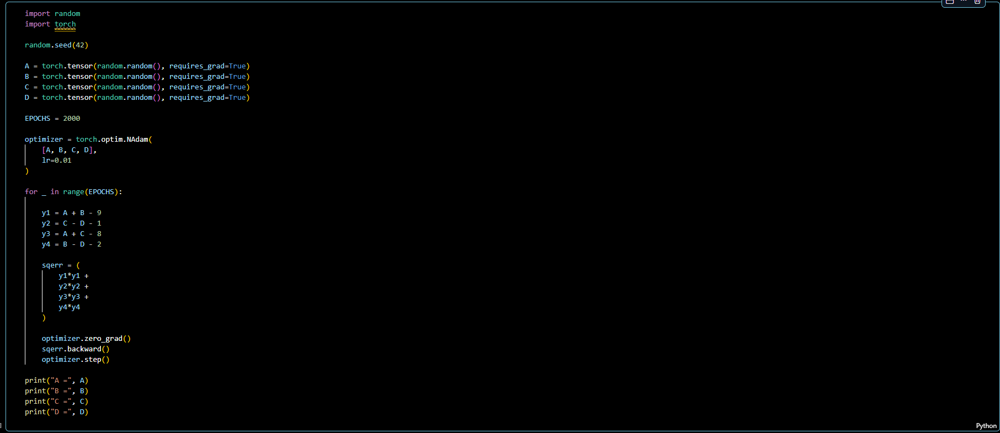 import random
import torch
random.seed(42)
A = torch.tensor(random.random(), requires_grad=True)
B = torch.tensor(random.random(), requires_grad=True)
C = torch.tensor(random.random(), requires_grad=True)
D = torch.tensor(random.random(), requires_grad=True)
EPOCHS = 2000
optimizer = torch.optim.NAdam(
    [A, B, C, D],
    lr=0.01
)
for _ in range(EPOCHS):
    y1 = A + B - 9
    y2 = C - D - 1
    y3 = A + C - 8
    y4 = B - D - 2
    sqerr = (
        y1*y1 +
        y2*y2 +
        y3*y3 +
        y4*y4
    )
    optimizer.zero_grad()
    sqerr.backward()
    optimizer.step()
print("A =", A)
print("B =", B)
print("C =", C)
print("D =", D)
Python